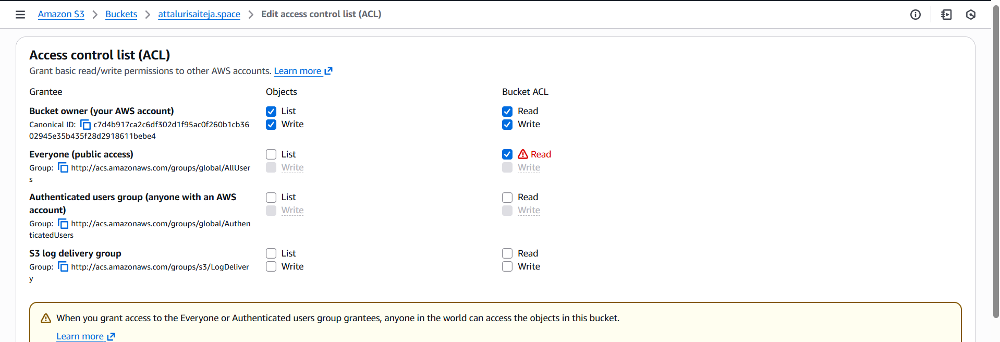 Amazon S3 > Buckets > attalurisaiteja.space > Edit access control list (ACL)
Access control list (ACL)
Grant basic read/write permissions to other AWS accounts. Learn more
Grantee Objects Bucket ACL
Bucket owner (your AWS account) List Read
Canonical ID: c7d4b917ca2c6df302d1f95ac0f260b1cb36 Write Write
02945e35b435f28d2918611bebe4
Everyone (public access) List Read
Group: http://acs.amazonaws.com/groups/global/AllUser Write Write
s
Authenticated users group (anyone with an AWS List Read
account) Write Write
Group: http://acs.amazonaws.com/groups/global/Authen
ticatedUsers
S3 log delivery group List Read
Group: http://acs.amazonaws.com/groups/s3/LogDeliver Write Write
y
When you grant access to the Everyone or Authenticated users group grantees, anyone in the world can access the objects in this bucket.
Learn more